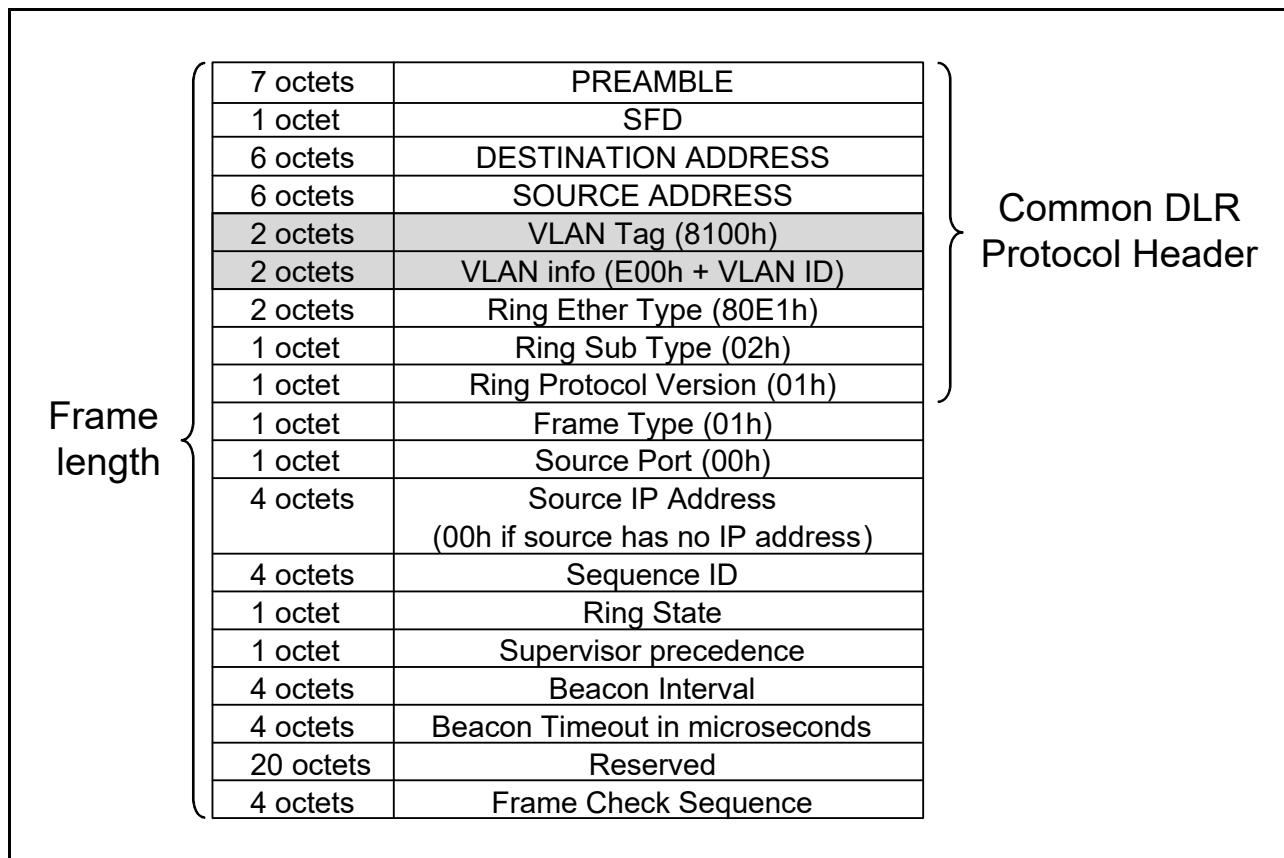 7 octets PREAMBLE
1 octet SFD
6 octets DESTINATION ADDRESS
6 octets SOURCE ADDRESS
2 octets VLAN Tag (8100h)
2 octets VLAN info (E00h + VLAN ID)
2 octets Ring Ether Type (80E1h)
1 octet Ring Sub Type (02h)
1 octet Ring Protocol Version (01h)
1 octet Frame Type (01h)
1 octet Source Port (00h)
4 octets Source IP Address
(00h if source has no IP address)
4 octets Sequence ID
1 octet Ring State
1 octet Supervisor precedence
4 octets Beacon Interval
4 octets Beacon Timeout in microseconds
20 octets Reserved
4 octets Frame Check Sequence
Frame
length
Common DLR
Protocol Header